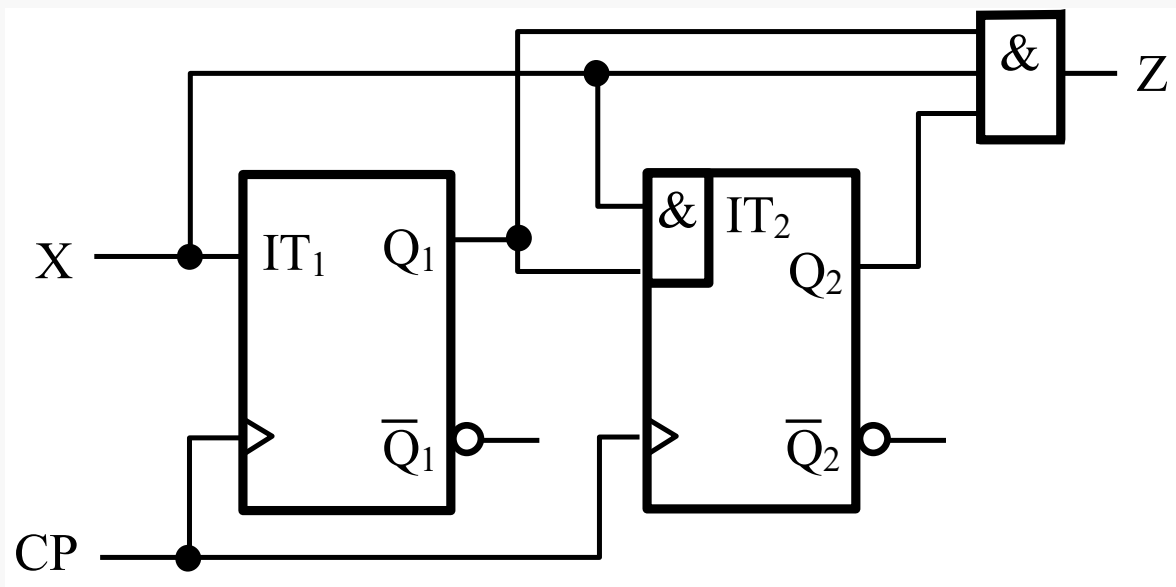 &
Z
& IT₂
X IT₁ Q₁
Q₂
Q̅₁ Q̅₂
CP